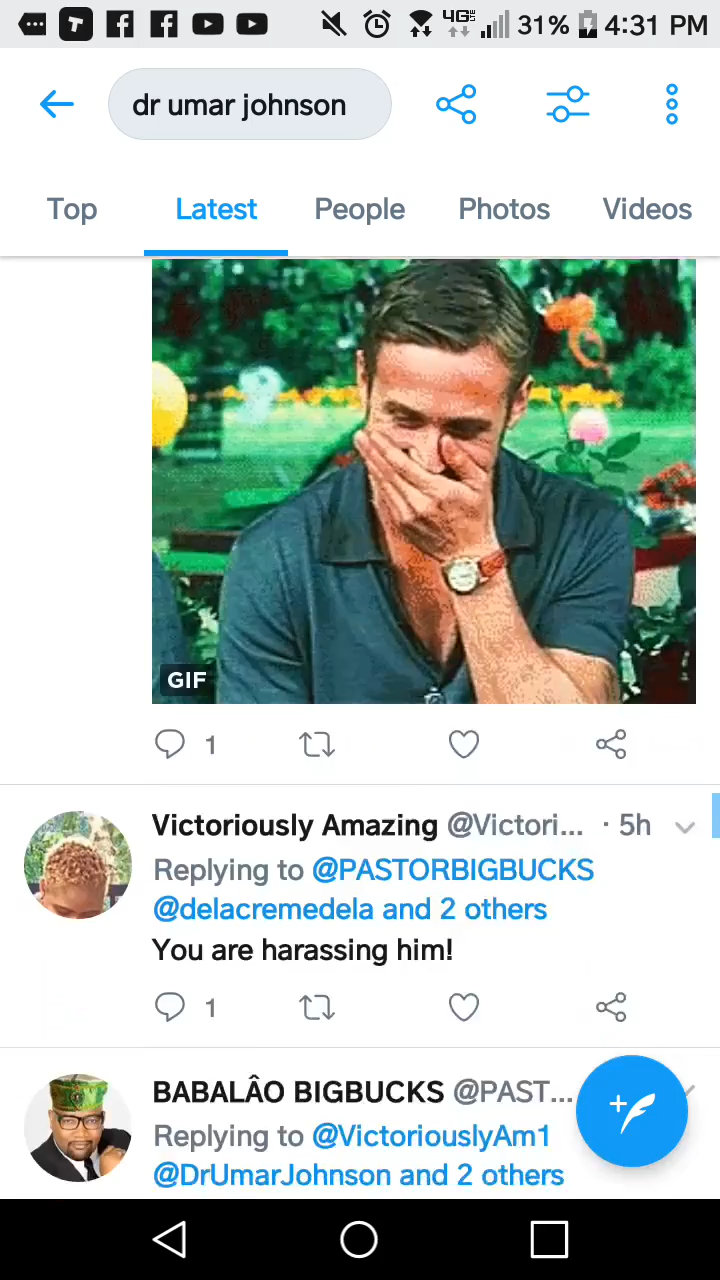 4G 31% 4:31 PM
dr umar johnson
Top Latest People Photos Videos
GIF
1
Victoriously Amazing @Victori... · 5h
Replying to @PASTORBIGBUCKS
@delacremedela and 2 others
You are harassing him!
1
BABALÂO BIGBUCKS @PAST...
Replying to @VictoriouslyAm1
@DrUmarJohnson and 2 others